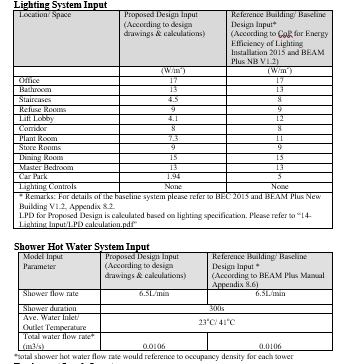 Lighting System Input
Location/ Space Proposed Design Input Reference Building/ Baseline
(According to design Design Input*
drawings & calculations) (According to CoP for Energy
Efficiency of Lighting
Installation 2015 and BEAM
Plus NB V1.2)
(W/m²) (W/m²)
Office 17 17
Bathroom 13 13
Staircases 4.5 8
Refuse Rooms 9 9
Lift Lobby 4.1 12
Corridor 8 8
Plant Room 7.3 11
Store Rooms 9 9
Dining Room 15 15
Master Bedroom 13 13
Car Park 1.94 5
Lighting Controls None None
* Remarks: For details of the baseline system please refer to BEC 2015 and BEAM Plus New
Building V1.2, Appendix 8.2.
LPD for Proposed Design is calculated based on lighting specification. Please refer to “14-
Lighting Input/LPD calculation.pdf”
Shower Hot Water System Input
Model Input Proposed Design Input Reference Building/ Baseline
Parameter (According to design Design Input *
drawings & calculations) (According to BEAM Plus Manual
Appendix 8.6)
Shower flow rate 6.5L/min 6.5L/min
Shower duration 300s
Ave. Water Inlet/ 23°C/ 41°C
Outlet Temperature
Total water flow rate*
(m3/s) 0.0106 0.0106
*total shower hot water flow rate would reference to occupancy density for each tower